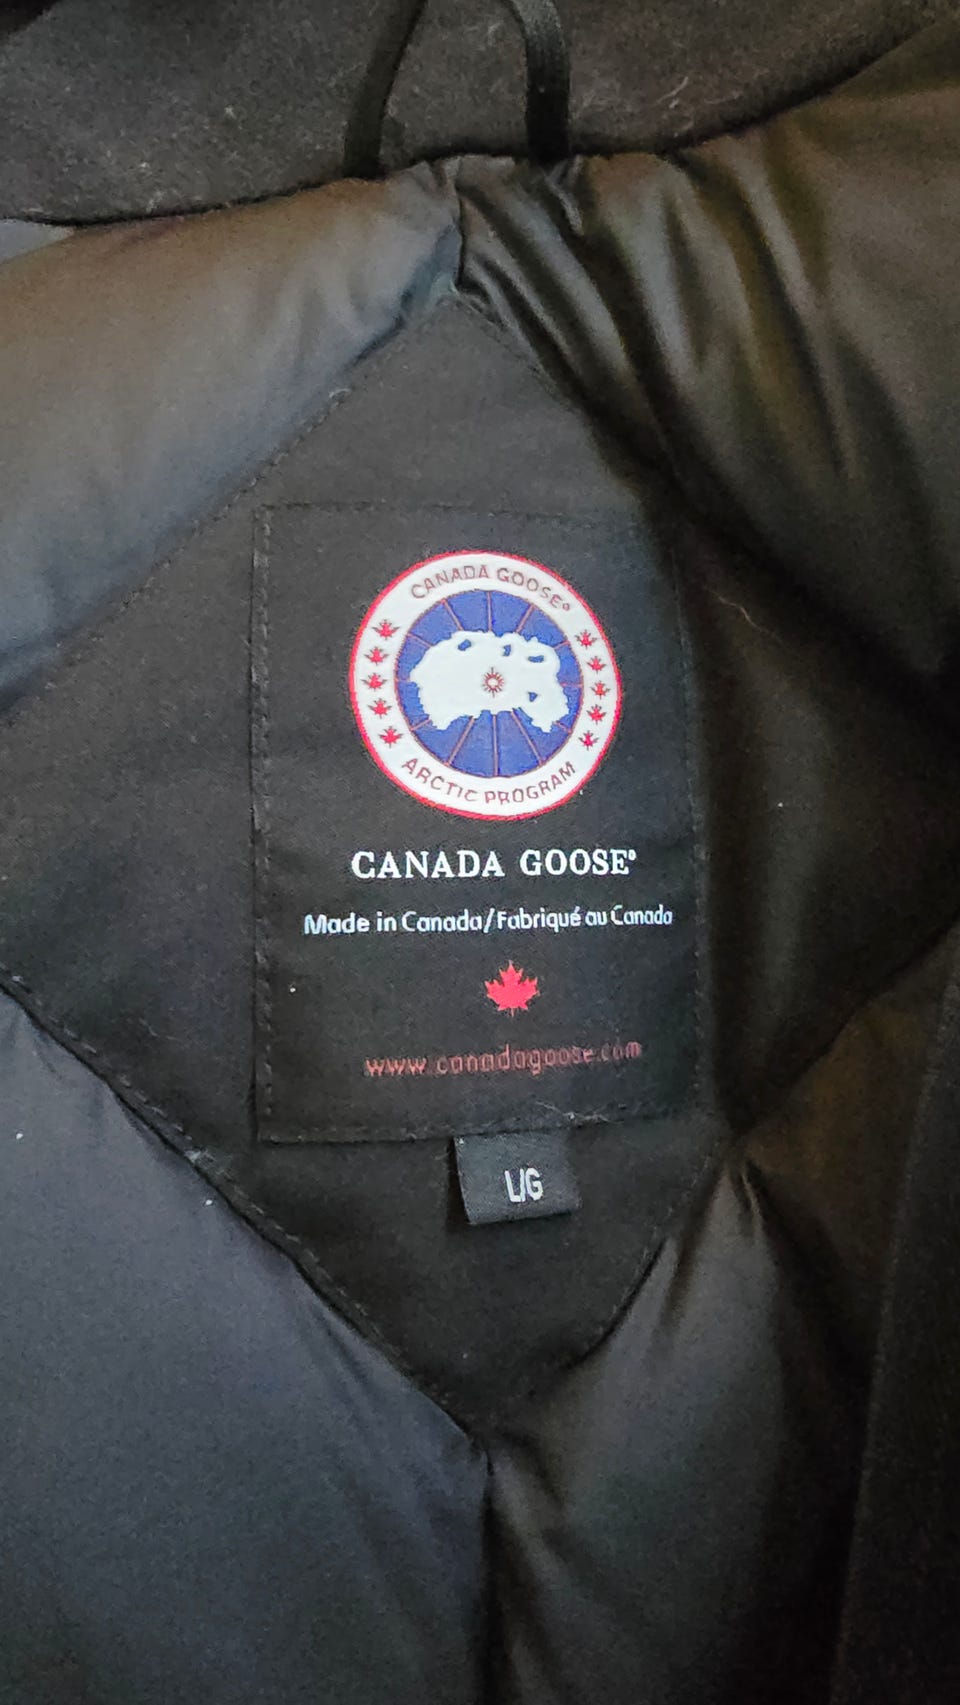 CANADA GOOSE®
ARCTIC PROGRAM
CANADA GOOSE®
Made in Canada/Fabriqué au Canada
www.canadagoose.com
L/G